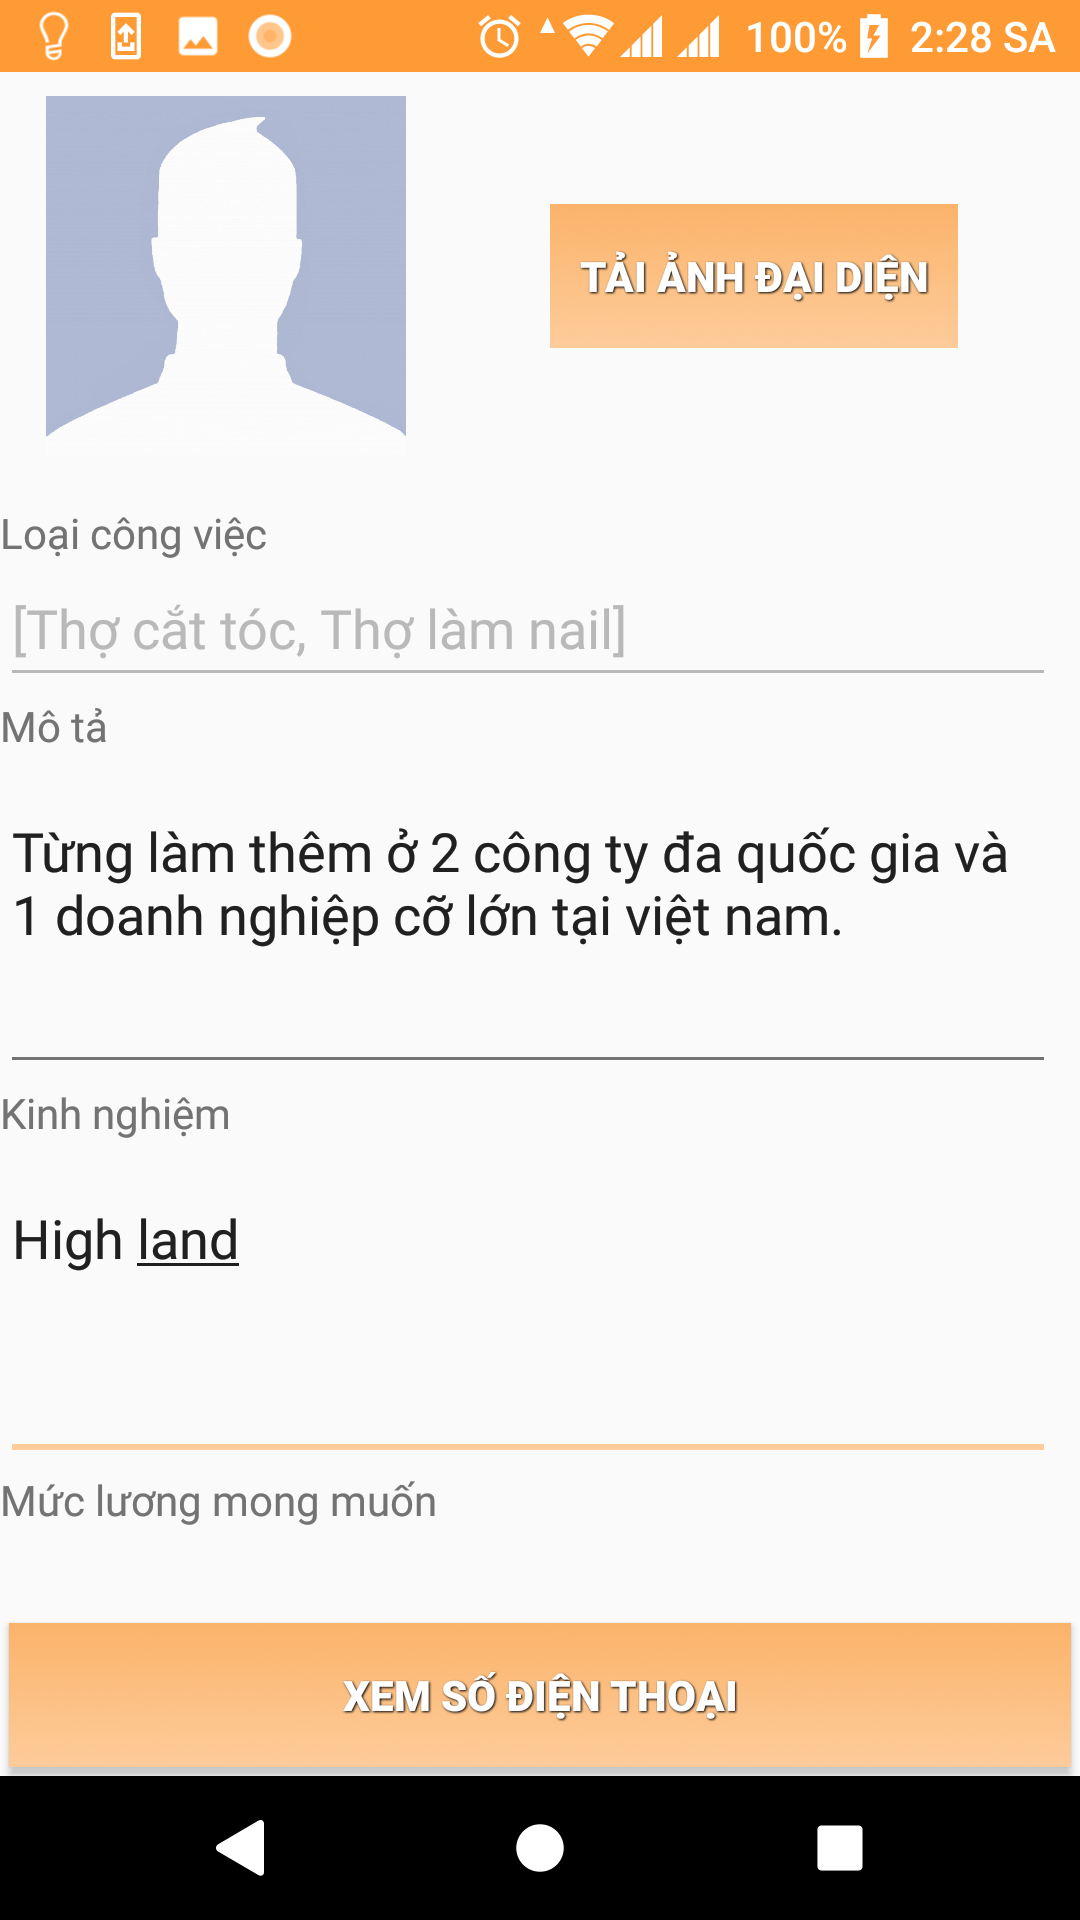 100% 2:28 SA
TẢI ẢNH ĐẠI DIỆN
Loại công việc
[Thợ cắt tóc, Thợ làm nail]
Mô tả
Từng làm thêm ở 2 công ty đa quốc gia và
1 doanh nghiệp cỡ lớn tại việt nam.
Kinh nghiệm
High land
Mức lương mong muốn
XEM SỐ ĐIỆN THOẠI